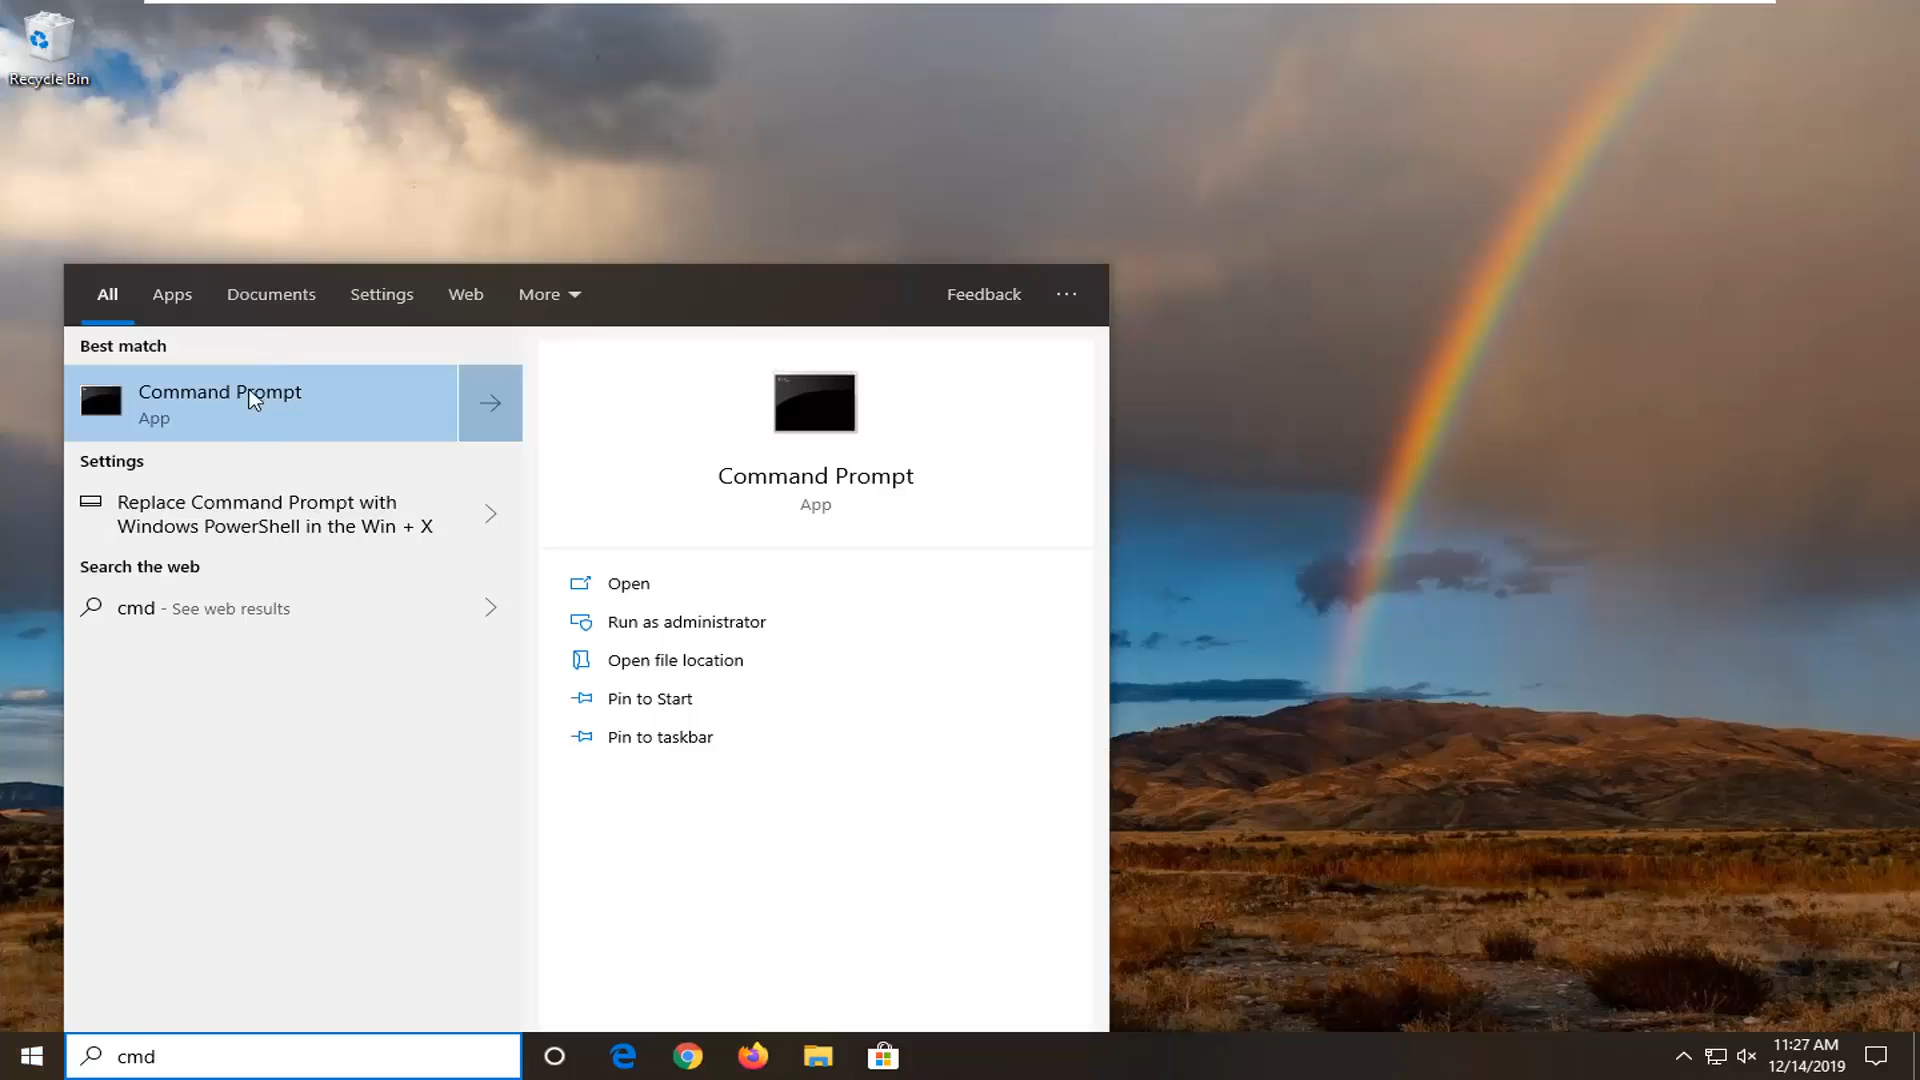 Recycle Bin
All Apps Documents Settings Web More Feedback ...
Best match
Command Prompt
App
Settings
Replace Command Prompt with
Windows PowerShell in the Win + X
Search the web
cmd - See web results
Command Prompt
App
Open
Run as administrator
Open file location
Pin to Start
Pin to taskbar
cmd
11:27 AM
12/14/2019